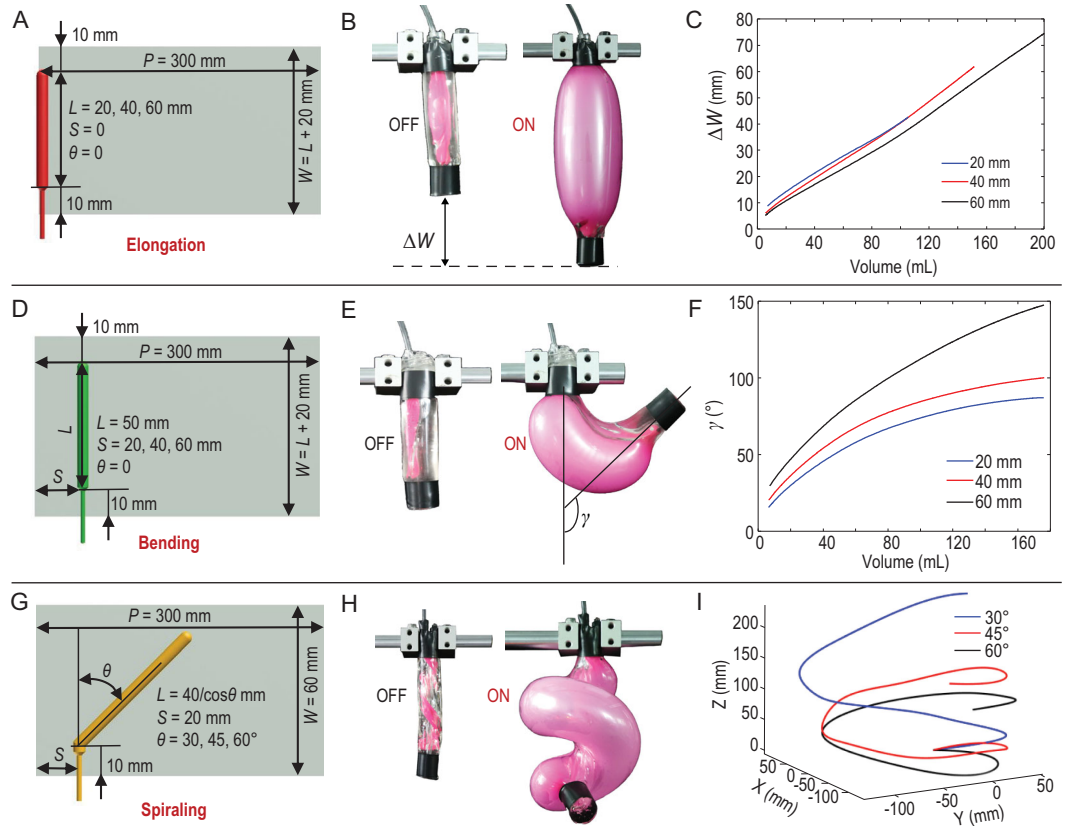 A
10 mm
P = 300 mm
L = 20, 40, 60 mm
S = 0
θ = 0
W = L + 20 mm
10 mm
Elongation
B
OFF
ON
ΔW
C
80
70
60
50
40
30
20
10
0
ΔW (mm)
20 mm
40 mm
60 mm
0
40
80
120
160
200
Volume (mL)
D
10 mm
P = 300 mm
L
L = 50 mm
S = 20, 40, 60 mm
θ = 0
W = L + 20 mm
S
10 mm
Bending
E
OFF
ON
γ
F
150
100
50
0
γ (°)
20 mm
40 mm
60 mm
0
40
80
120
160
Volume (mL)
G
P = 300 mm
θ
L = 40/cosθ mm
S = 20 mm
θ = 30, 45, 60°
W = 60 mm
S
10 mm
Spiraling
H
OFF
ON
I
30°
45°
60°
200
150
100
50
0
Z (mm)
50
0
-50
-100
X (mm)
-100
-50
0
50
Y (mm)